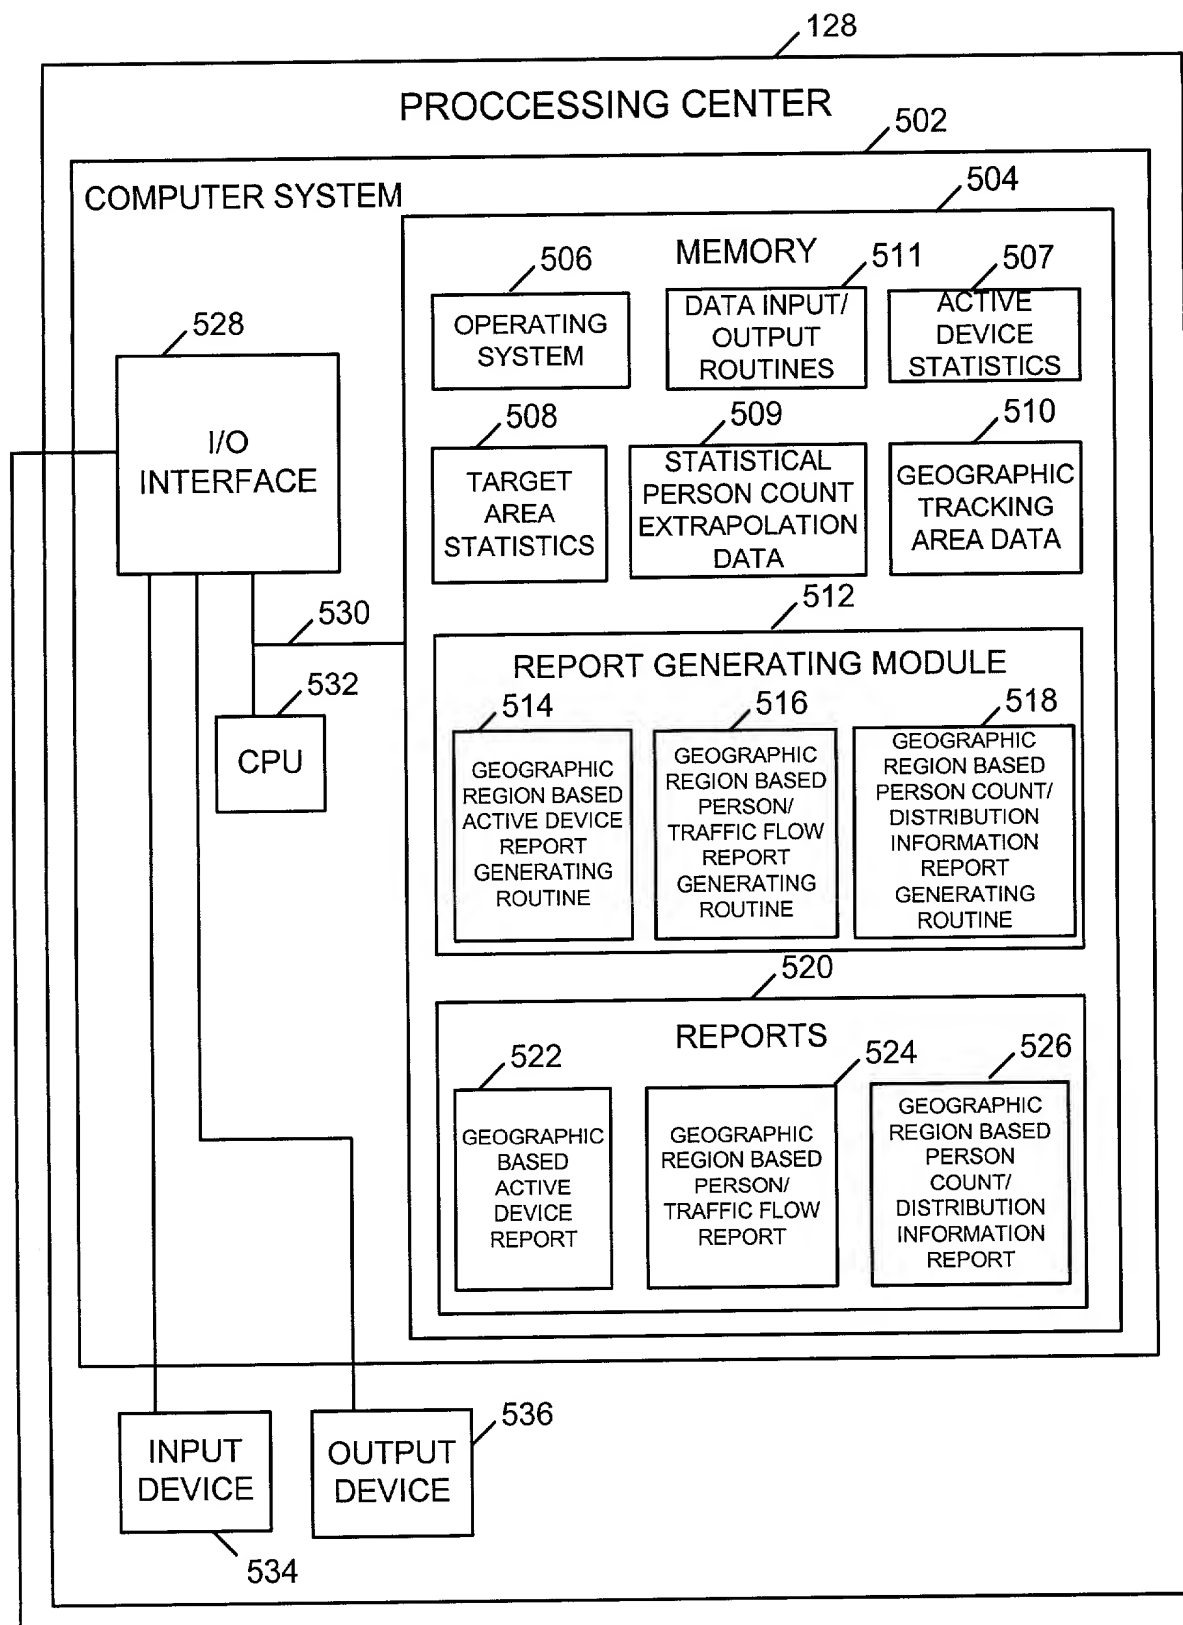 128
PROCCESSING CENTER
502
COMPUTER SYSTEM
504
MEMORY
506
OPERATING
SYSTEM
511
DATA INPUT/
OUTPUT
ROUTINES
507
ACTIVE
DEVICE
STATISTICS
528
I/O
INTERFACE
508
TARGET
AREA
STATISTICS
509
STATISTICAL
PERSON COUNT
EXTRAPOLATION
DATA
510
GEOGRAPHIC
TRACKING
AREA DATA
530
532
CPU
512
REPORT GENERATING MODULE
514
GEOGRAPHIC
REGION BASED
ACTIVE DEVICE
REPORT
GENERATING
ROUTINE
516
GEOGRAPHIC
REGION BASED
PERSON/
TRAFFIC FLOW
REPORT
GENERATING
ROUTINE
518
GEOGRAPHIC
REGION BASED
PERSON COUNT/
DISTRIBUTION
INFORMATION
REPORT
GENERATING
ROUTINE
520
REPORTS
522
GEOGRAPHIC
BASED
ACTIVE
DEVICE
REPORT
524
GEOGRAPHIC
REGION BASED
PERSON/
TRAFFIC FLOW
REPORT
526
GEOGRAPHIC
REGION BASED
PERSON
COUNT/
DISTRIBUTION
INFORMATION
REPORT
INPUT
DEVICE
534
OUTPUT
DEVICE
536